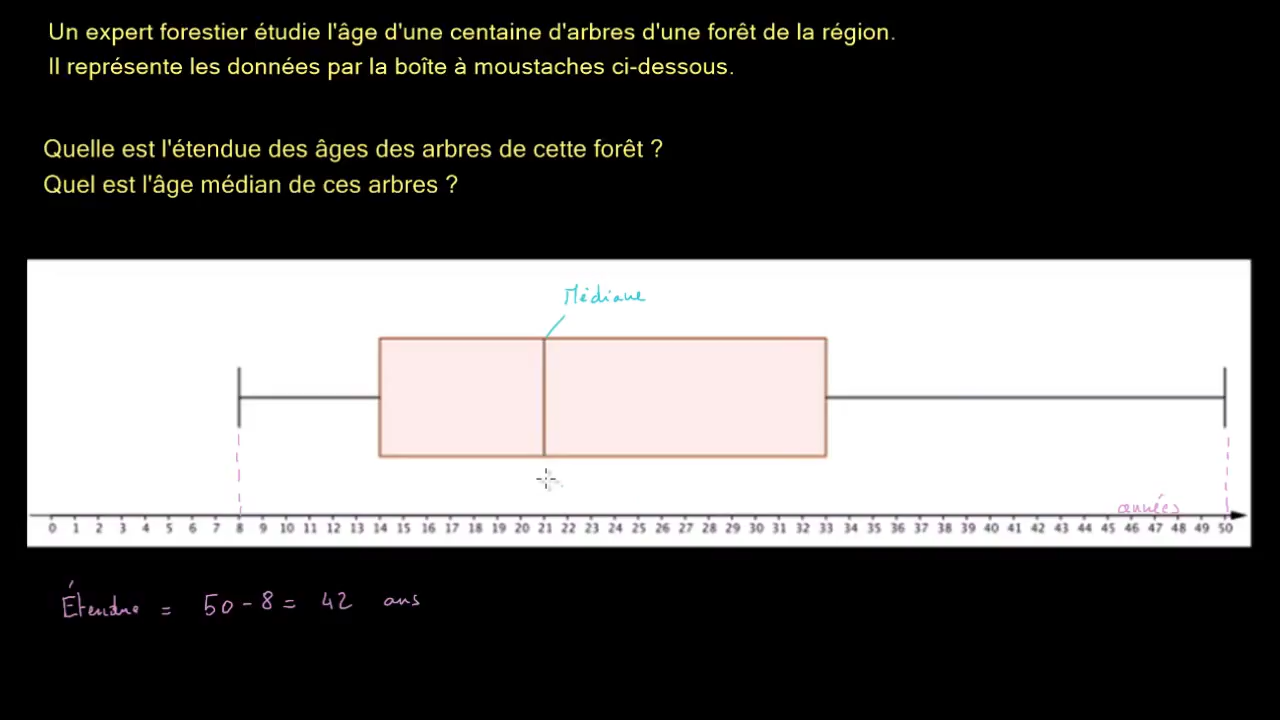 Un expert forestier étudie l'âge d'une centaine d'arbres d'une forêt de la région.
Il représente les données par la boîte à moustaches ci-dessous.
Quelle est l'étendue des âges des arbres de cette forêt ?
Quel est l'âge médian de ces arbres ?
Médiane
années
0 1 2 3 4 5 6 7 8 9 10 11 12 13 14 15 16 17 18 19 20 21 22 23 24 25 26 27 28 29 30 31 32 33 34 35 36 37 38 39 40 41 42 43 44 45 46 47 48 49 50
Étendue = 50 - 8 = 42 ans